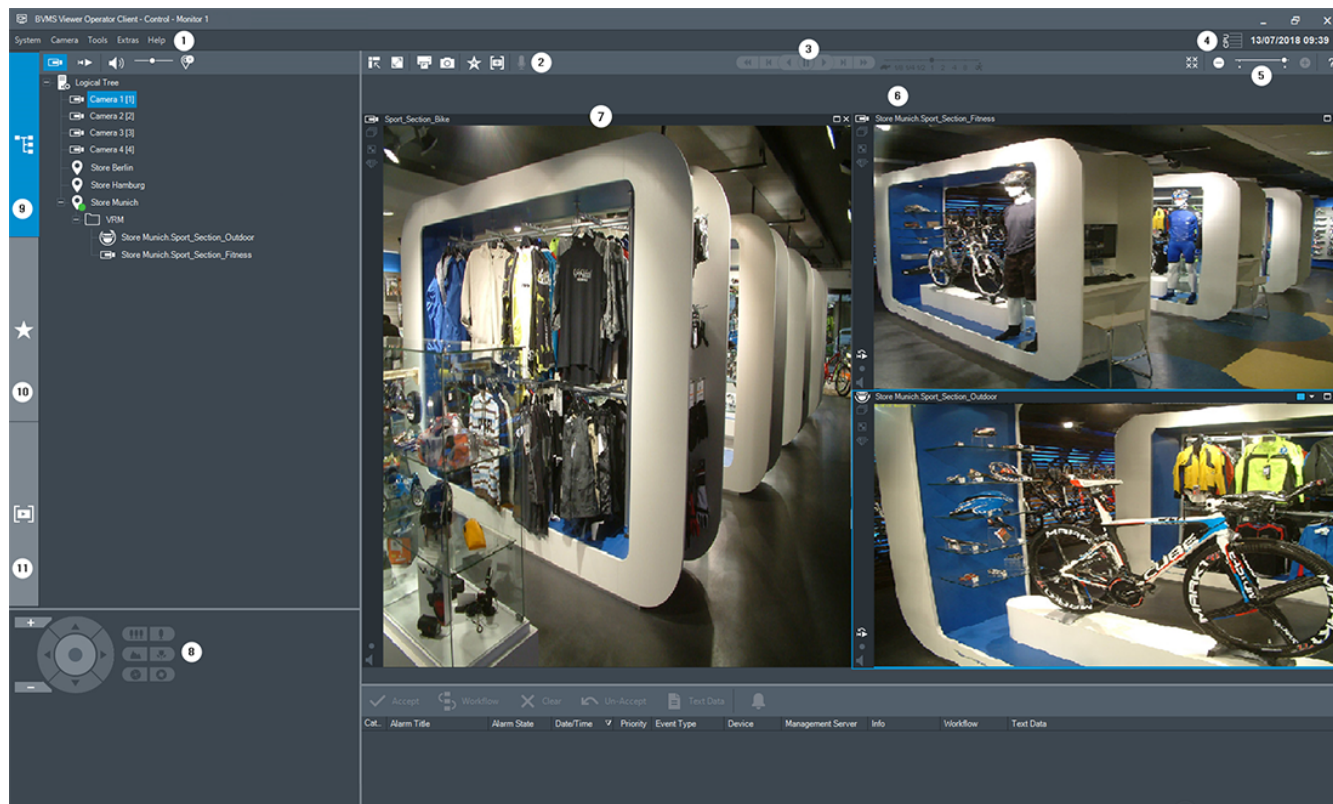 BVMS Viewer Operator Client - Control - Monitor 1
System Camera Tools Extras Help 1
4 13/07/2018 09:39
2 3 5
Logical Tree
Camera 1 [1]
Camera 2 [2]
Camera 3 [3]
Camera 4 [4]
Store Berlin
Store Hamburg
Store Munich
VRM
Store Munich.Sport_Section_Outdoor
Store Munich.Sport_Section_Fitness
9
10
11
6
Sport_Section_Bike 7
Store Munich.Sport_Section_Fitness
Store Munich.Sport_Section_Outdoor
8
Accept Workflow Clear Un-Accept Text Data
Cat.. Alarm Title Alarm State Date/Time Priority Event Type Device Management Server Info Workflow Text Data